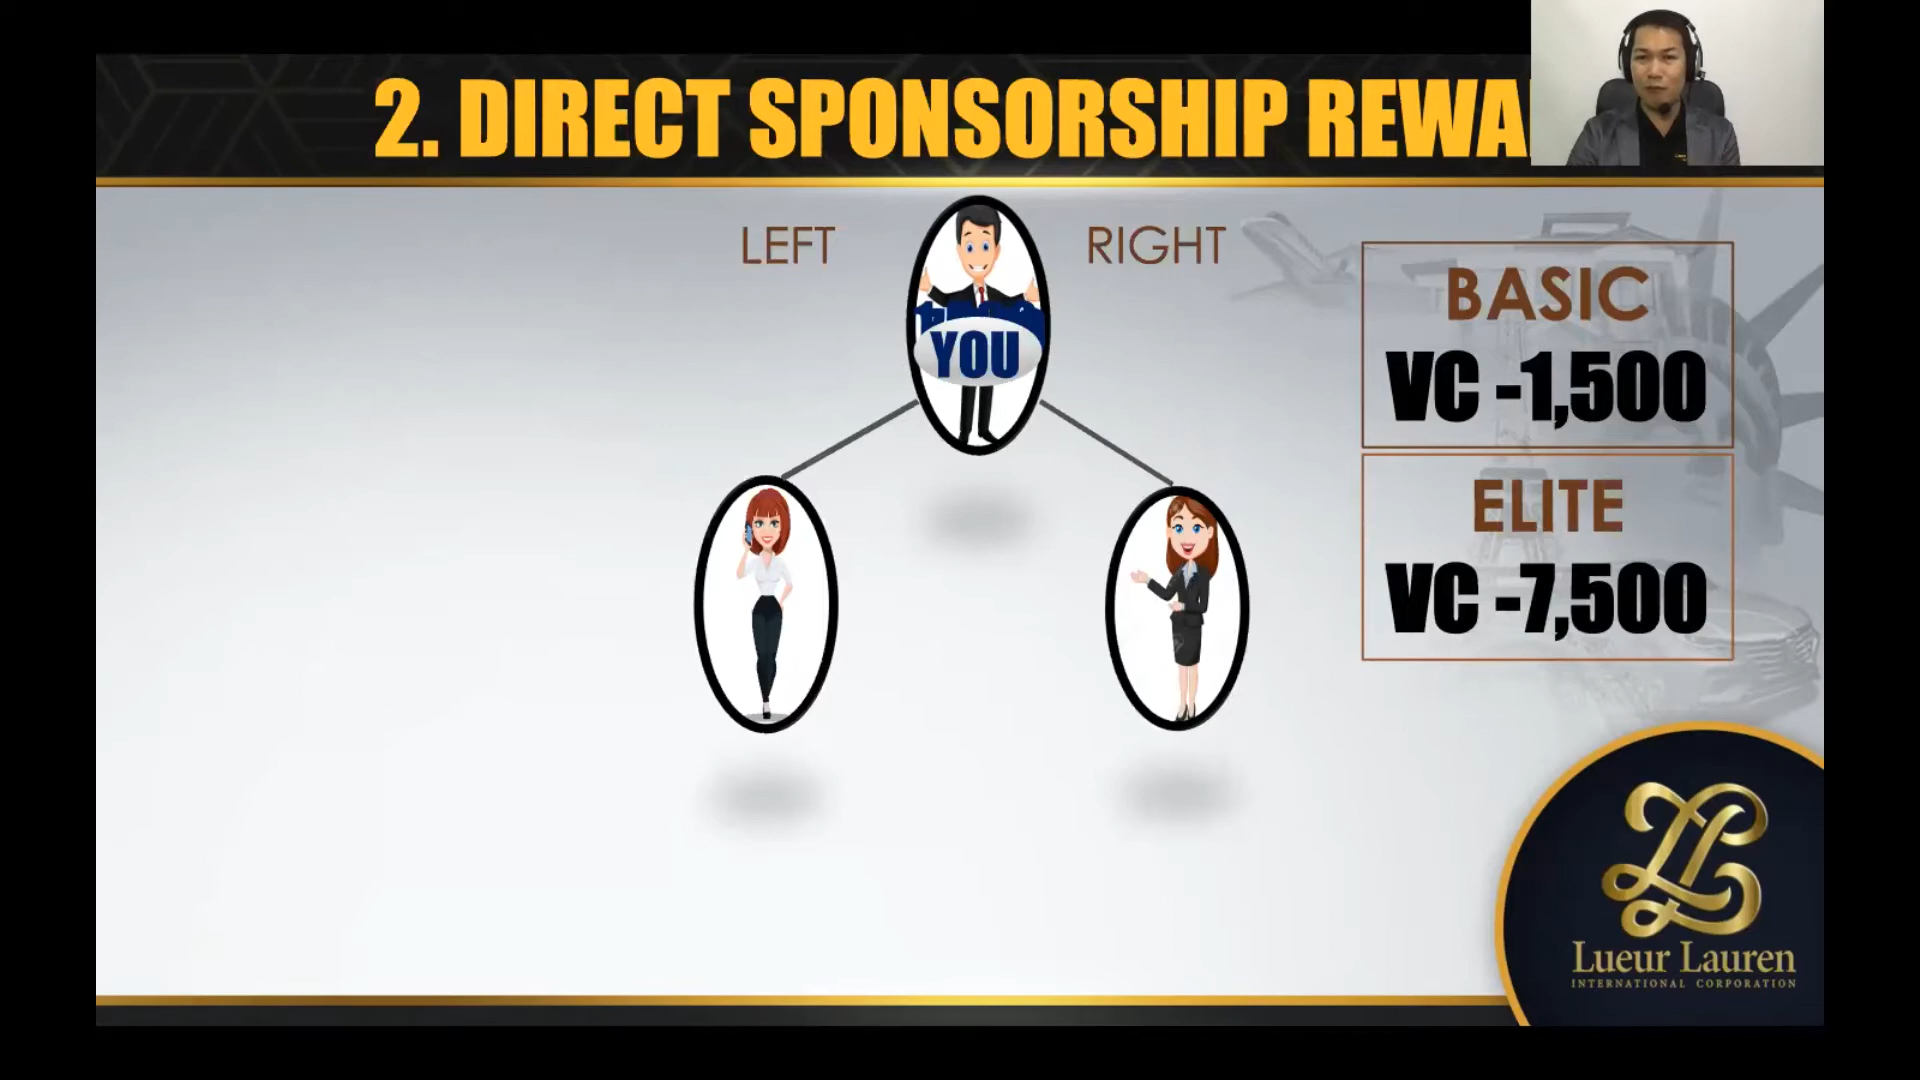 2. DIRECT SPONSORSHIP REWA
LEFT
RIGHT
YOU
BASIC
VC -1,500
ELITE
VC -7,500
LL
Lueur Lauren
INTERNATIONAL CORPORATION